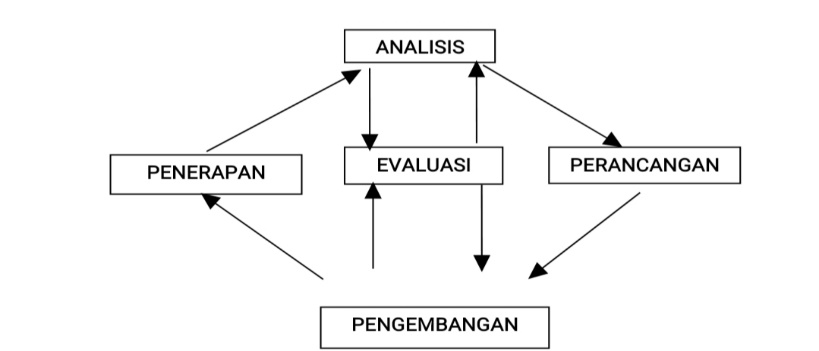 ANALISIS
PENERAPAN
EVALUASI
PERANCANGAN
PENGEMBANGAN